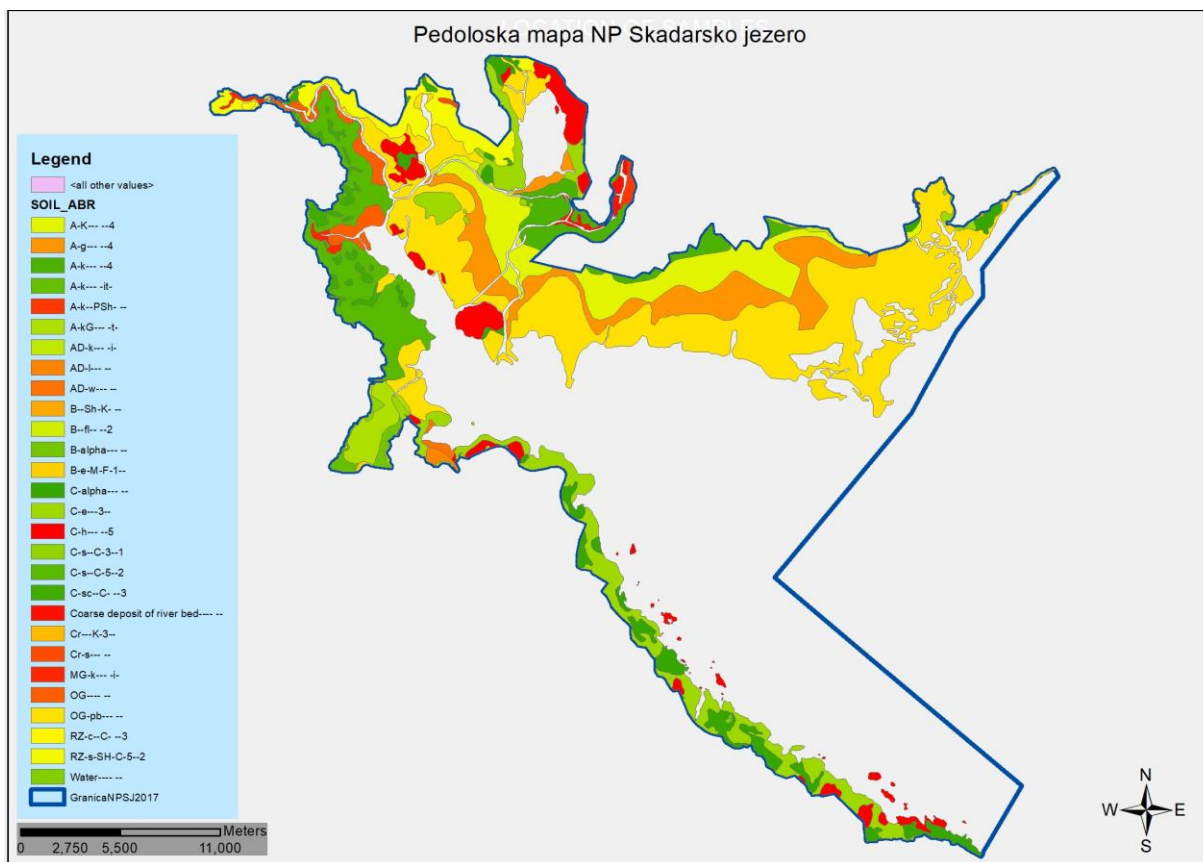 LOCATION OF SAMPLES
Pedoloska mapa NP Skadarsko jezero
Legend
<all other values>
SOIL_ABR
A-K--- --4
A-g--- --4
A-k--- --4
A-k--- -it-
A-k--PSh- --
A-kG--- -t-
AD-k--- -i-
AD-l--- --
AD-w--- --
B--Sh-K- --
B--fl-- --2
B-alpha--- --
B-e-M-F-1--
C-alpha--- --
C-e---3--
C-h--- --5
C-s--C-3--1
C-s--C-5--2
C-sc--C- --3
Coarse deposit of river bed---- --
Cr---K-3--
Cr-s--- --
MG-k--- -i-
OG---- --
OG-pb--- --
RZ-c--C- --3
RZ-s-SH-C-5--2
Water---- --
GranicaNPSJ2017
Meters
0 2,750 5,500 11,000
N
W E
S